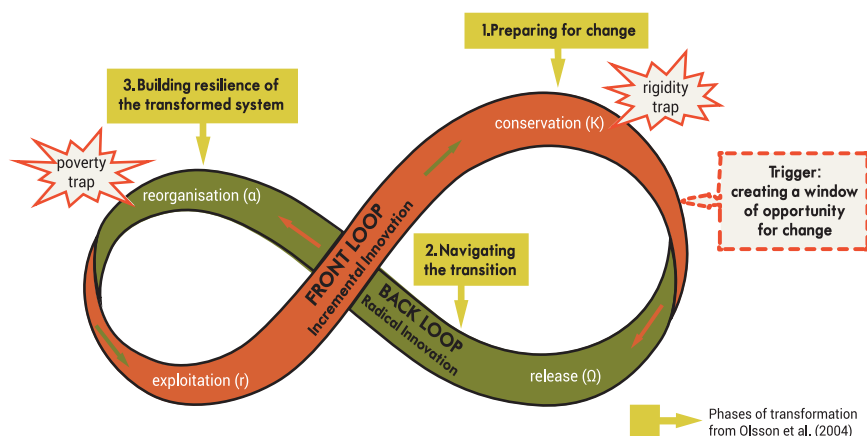 1.Preparing for change
3. Building resilience of
the transformed system
rigidity
trap
conservation (K)
poverty
trap
reorganisation (α)
Trigger:
creating a window
of opportunity
for change
FRONT LOOP
Incremental Innovation
2. Navigating
the transition
BACK LOOP
Radical Innovation
exploitation (r)
release (Ω)
Phases of transformation
from Olsson et al. (2004)